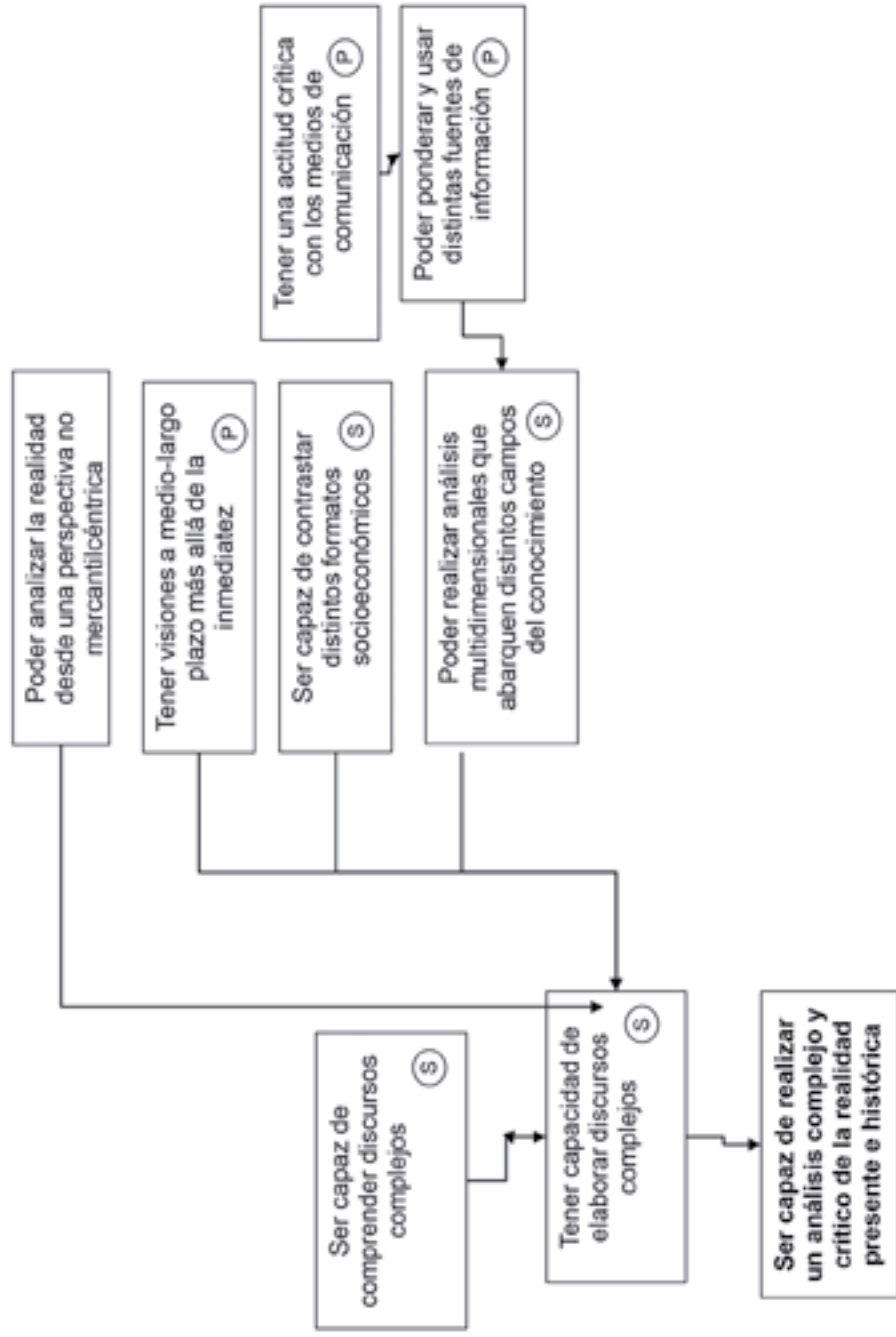 Poder analizar la realidad
desde una perspectiva no
mercantilcéntrica
Tener visiones a medio-largo
plazo más allá de la
inmediatez
P
Ser capaz de contrastar
distintos formatos
socioeconómicos
S
Poder realizar análisis
multidimensionales que
abarquen distintos campos
del conocimiento
S
Tener una actitud crítica
con los medios de
comunicación
P
Poder ponderar y usar
distintas fuentes de
información
P
Ser capaz de
comprender discursos
complejos
S
Tener capacidad de
elaborar discursos
complejos
S
Ser capaz de realizar
un análisis complejo y
crítico de la realidad
presente e histórica